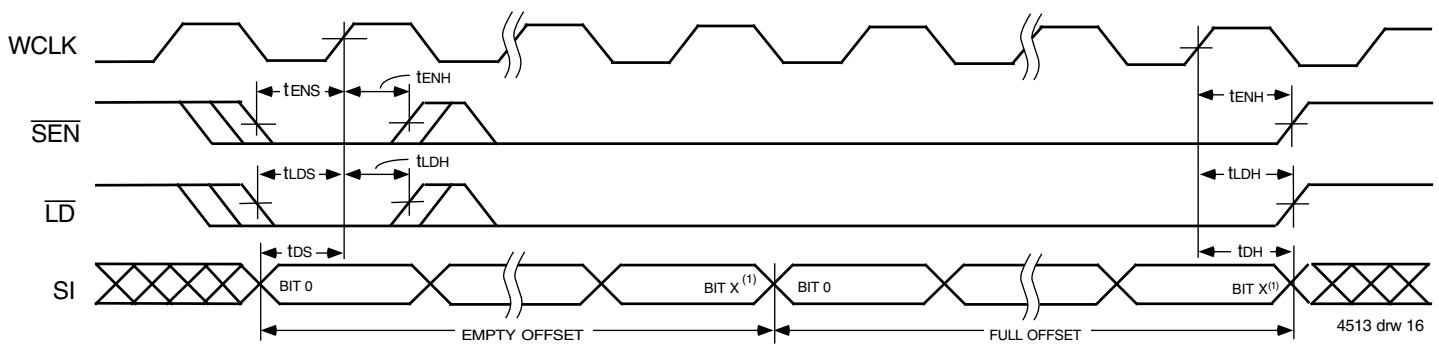 WCLK
tENS
tENH
tENH
SEN
tLDS
tLDH
tLDH
LD
tDS
tDH
SI
BIT 0
BIT X (1)
BIT 0
BIT X(1)
EMPTY OFFSET
FULL OFFSET
4513 drw 16